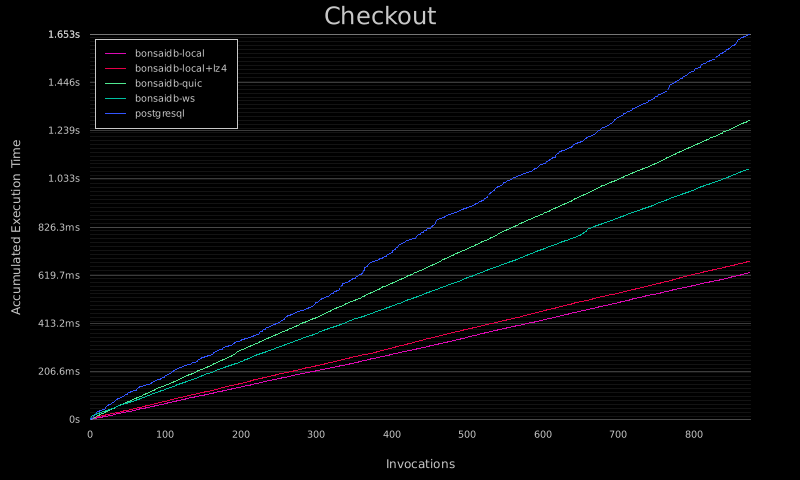 Checkout
1.653s
1.446s
1.239s
1.033s
826.3ms
619.7ms
413.2ms
206.6ms
0s
bonsaidb-local
bonsaidb-local+lz4
bonsaidb-quic
bonsaidb-ws
postgresql
Accumulated Execution Time
0 100 200 300 400 500 600 700 800
Invocations